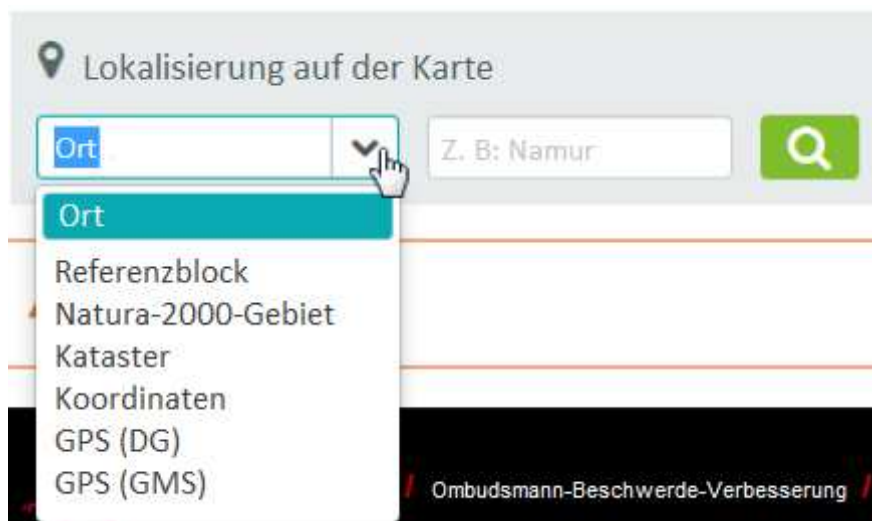 Lokalisierung auf der Karte
Ort Z. B: Namur
Ort
Referenzblock
Natura-2000-Gebiet
Kataster
Koordinaten
GPS (DG)
GPS (GMS)
/ Ombudsmann-Beschwerde-Verbesserung /